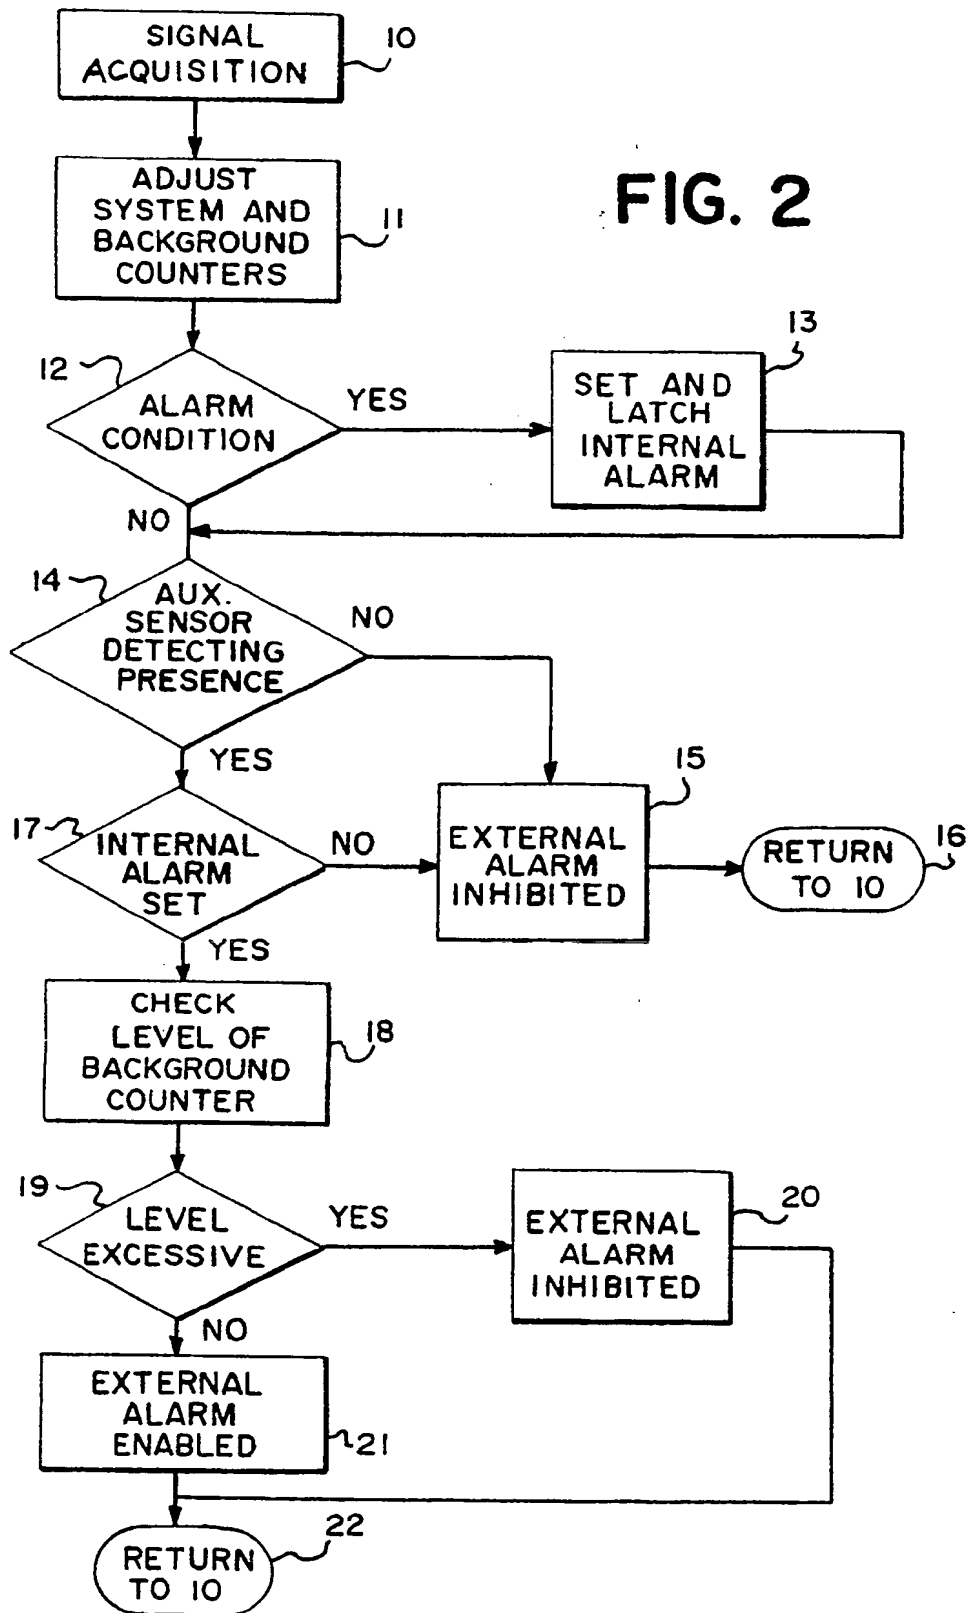 SIGNAL
ACQUISITION
10
FIG. 2
ADJUST
SYSTEM AND
BACKGROUND
COUNTERS
11
12
ALARM
CONDITION
YES
13
SET AND
LATCH
INTERNAL
ALARM
NO
14
AUX.
SENSOR
DETECTING
PRESENCE
NO
YES
15
17
INTERNAL
ALARM
SET
NO
EXTERNAL
ALARM
INHIBITED
16
RETURN
TO 10
YES
CHECK
LEVEL OF
BACKGROUND
COUNTER
18
19
LEVEL
EXCESSIVE
YES
20
EXTERNAL
ALARM
INHIBITED
NO
EXTERNAL
ALARM
ENABLED
21
22
RETURN
TO 10